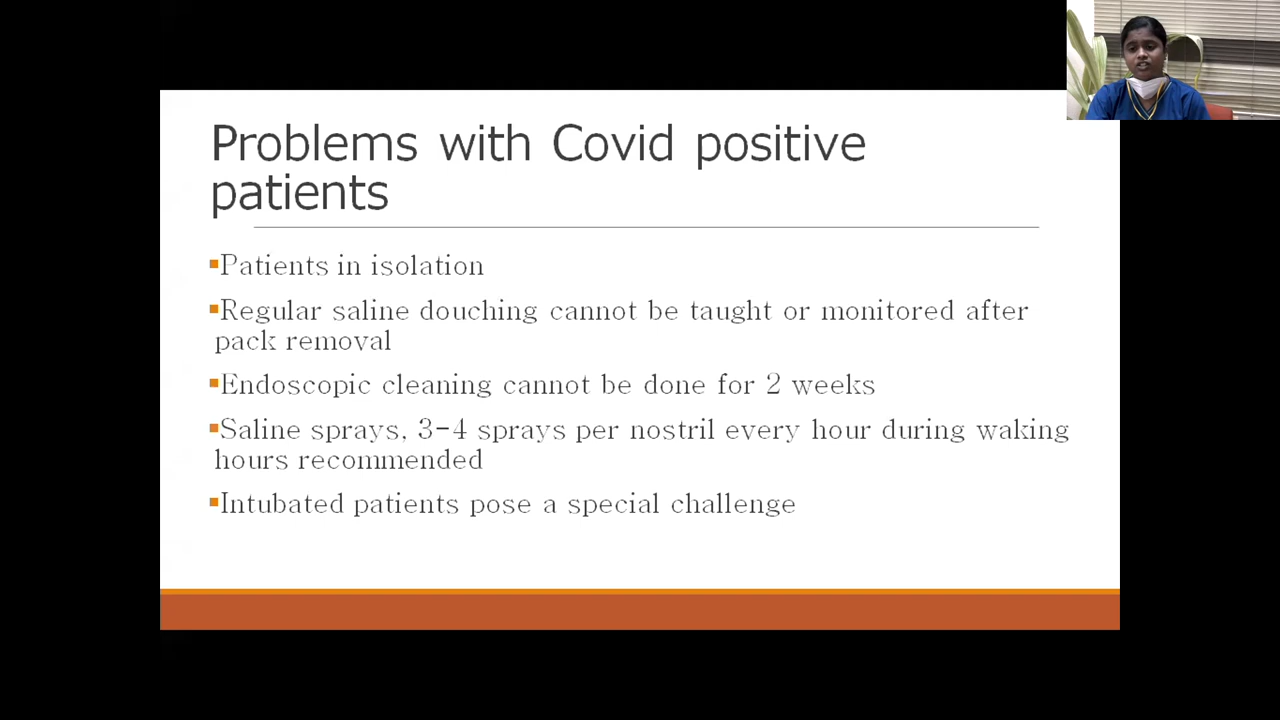 Problems with Covid positive
patients
Patients in isolation
Regular saline douching cannot be taught or monitored after
pack removal
Endoscopic cleaning cannot be done for 2 weeks
Saline sprays, 3-4 sprays per nostril every hour during waking
hours recommended
Intubated patients pose a special challenge